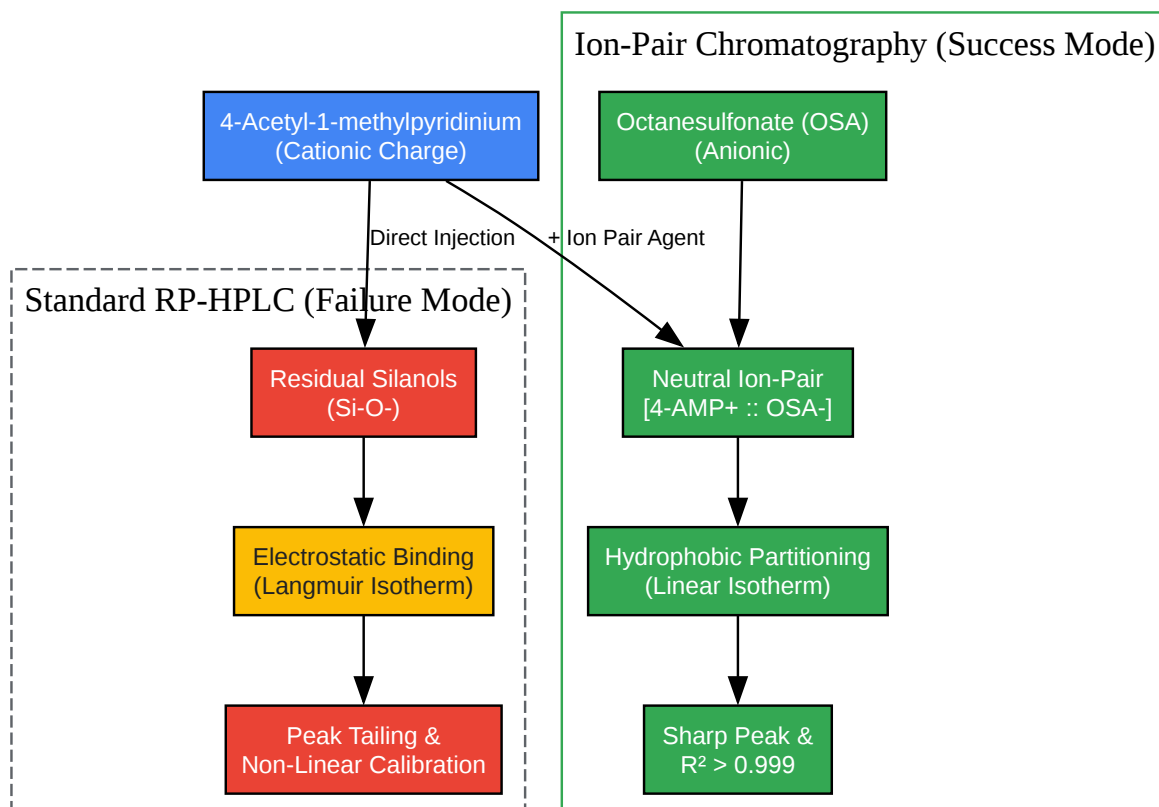 Ion-Pair Chromatography (Success Mode)
4-Acetyl-1-methylpyridinium
(Cationic Charge)
Octanesulfonate (OSA)
(Anionic)
Direct Injection
+ Ion Pair Agent
Standard RP-HPLC (Failure Mode)
Residual Silanols
(Si-O-)
Neutral Ion-Pair
[4-AMP+ :: OSA-]
Electrostatic Binding
(Langmuir Isotherm)
Hydrophobic Partitioning
(Linear Isotherm)
Peak Tailing &
Non-Linear Calibration
Sharp Peak &
R² > 0.999